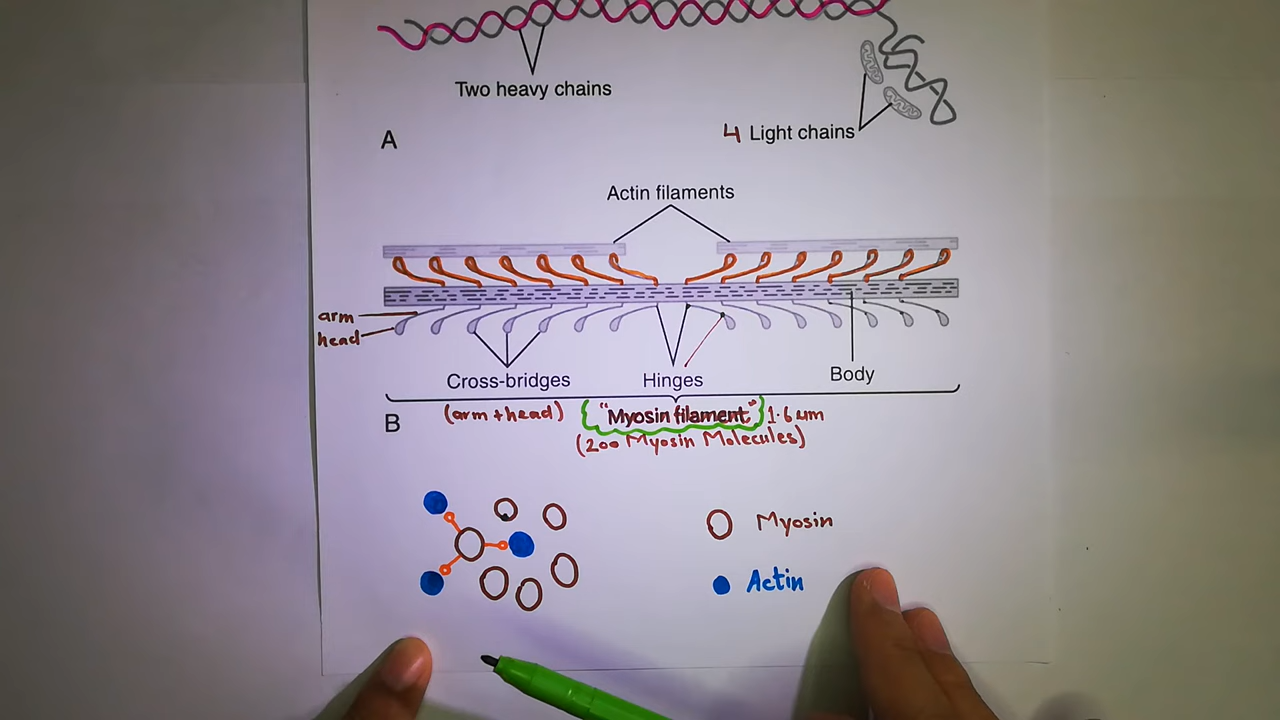 Two heavy chains
4 Light chains
A
Actin filaments
arm
head
Cross-bridges
Hinges
Body
(arm + head)
"Myosin filament" 1.6 um
B
(200 Myosin Molecules)
Myosin
Actin